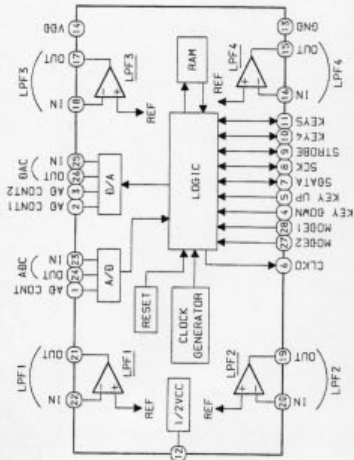 LPF1 ADC DAC LPF3
IN OUT AD CONT OUT IN AD CONT1 AD CONT2 OUT IN IN OUT VDD
22 21 1 24 23 2 3 26 25 18 17 14
LPF1 A/D D/A LPF3
REF REF
12 1/2VCC RESET LOGIC RAM
CLOCK GENERATOR
REF REF
LPF2 LPF4
20 19 6 27 28 4 5 7 8 9 10 11 16 15 13
IN OUT CLKO MODE2 MODE1 KEY DOWN KEY UP SDATA SCK STROBE KEY4 KEY5 IN OUT GND
LPF2 LPF4